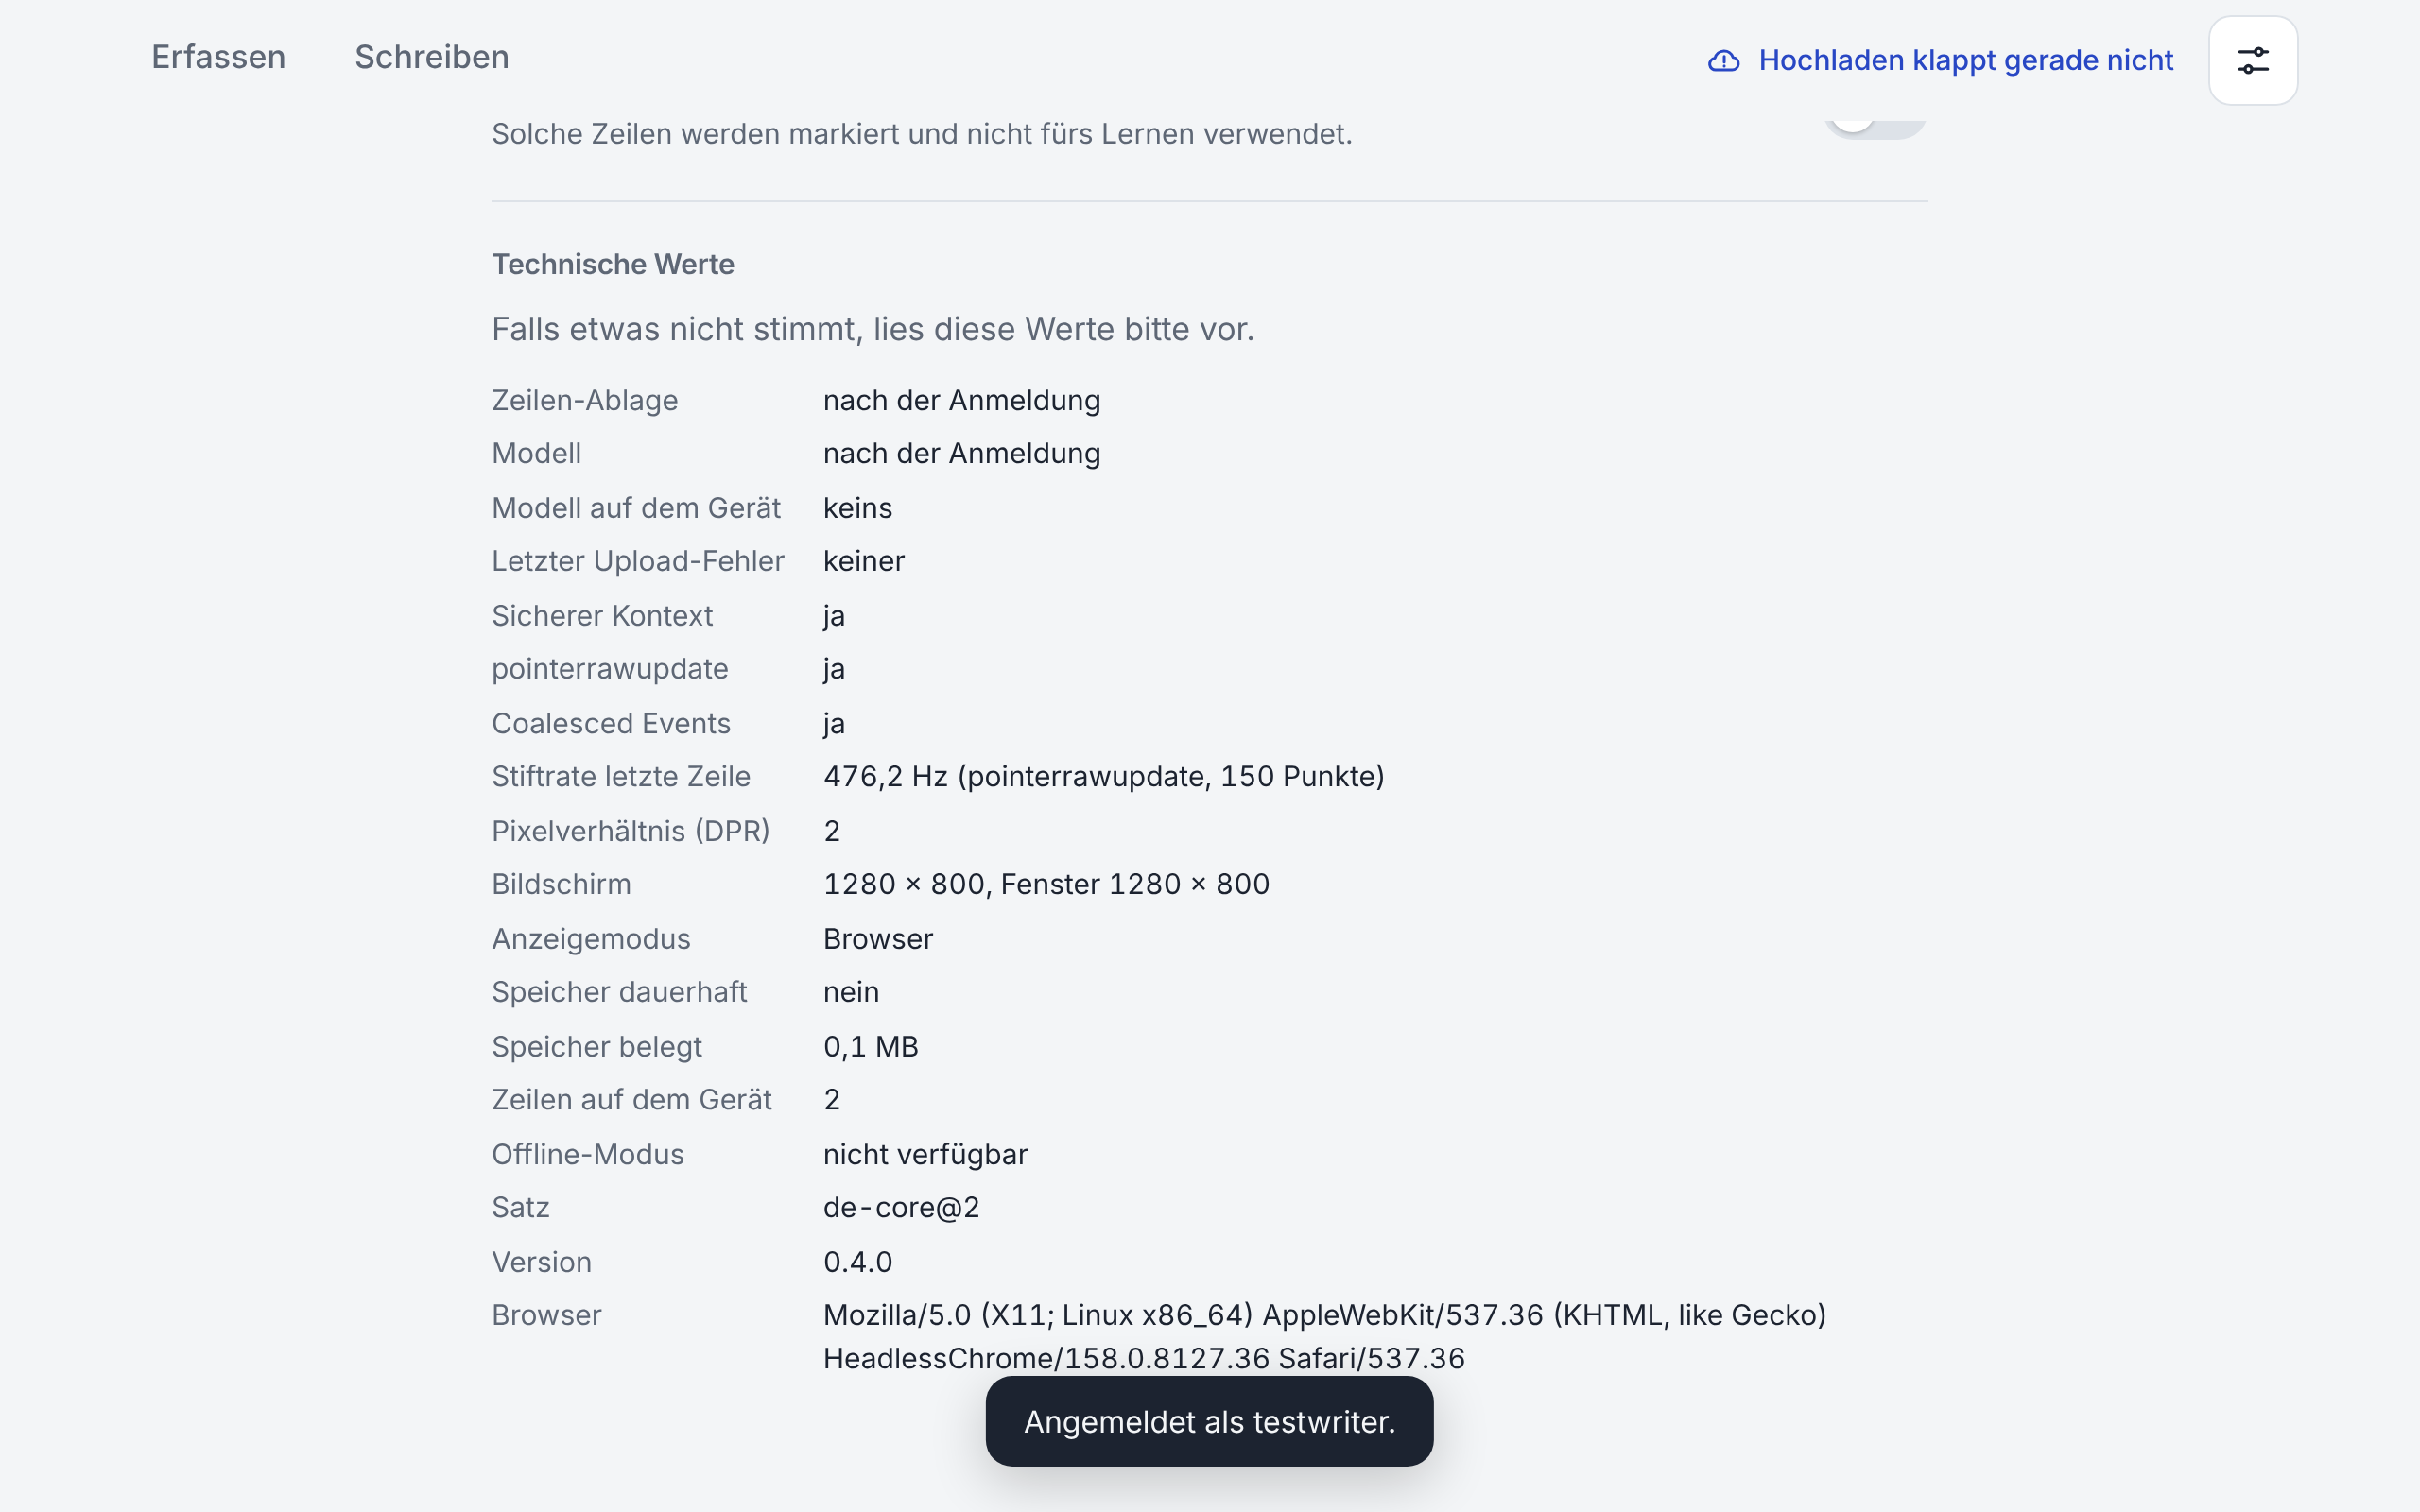 Erfassen Schreiben Hochladen klappt gerade nicht
Solche Zeilen werden markiert und nicht fürs Lernen verwendet.
Technische Werte
Falls etwas nicht stimmt, lies diese Werte bitte vor.
Zeilen-Ablage nach der Anmeldung
Modell nach der Anmeldung
Modell auf dem Gerät keins
Letzter Upload-Fehler keiner
Sicherer Kontext ja
pointerrawupdate ja
Coalesced Events ja
Stiftrate letzte Zeile 476,2 Hz (pointerrawupdate, 150 Punkte)
Pixelverhältnis (DPR) 2
Bildschirm 1280 × 800, Fenster 1280 × 800
Anzeigemodus Browser
Speicher dauerhaft nein
Speicher belegt 0,1 MB
Zeilen auf dem Gerät 2
Offline-Modus nicht verfügbar
Satz de-core@2
Version 0.4.0
Browser Mozilla/5.0 (X11; Linux x86_64) AppleWebKit/537.36 (KHTML, like Gecko)
HeadlessChrome/158.0.8127.36 Safari/537.36
Angemeldet als testwriter.